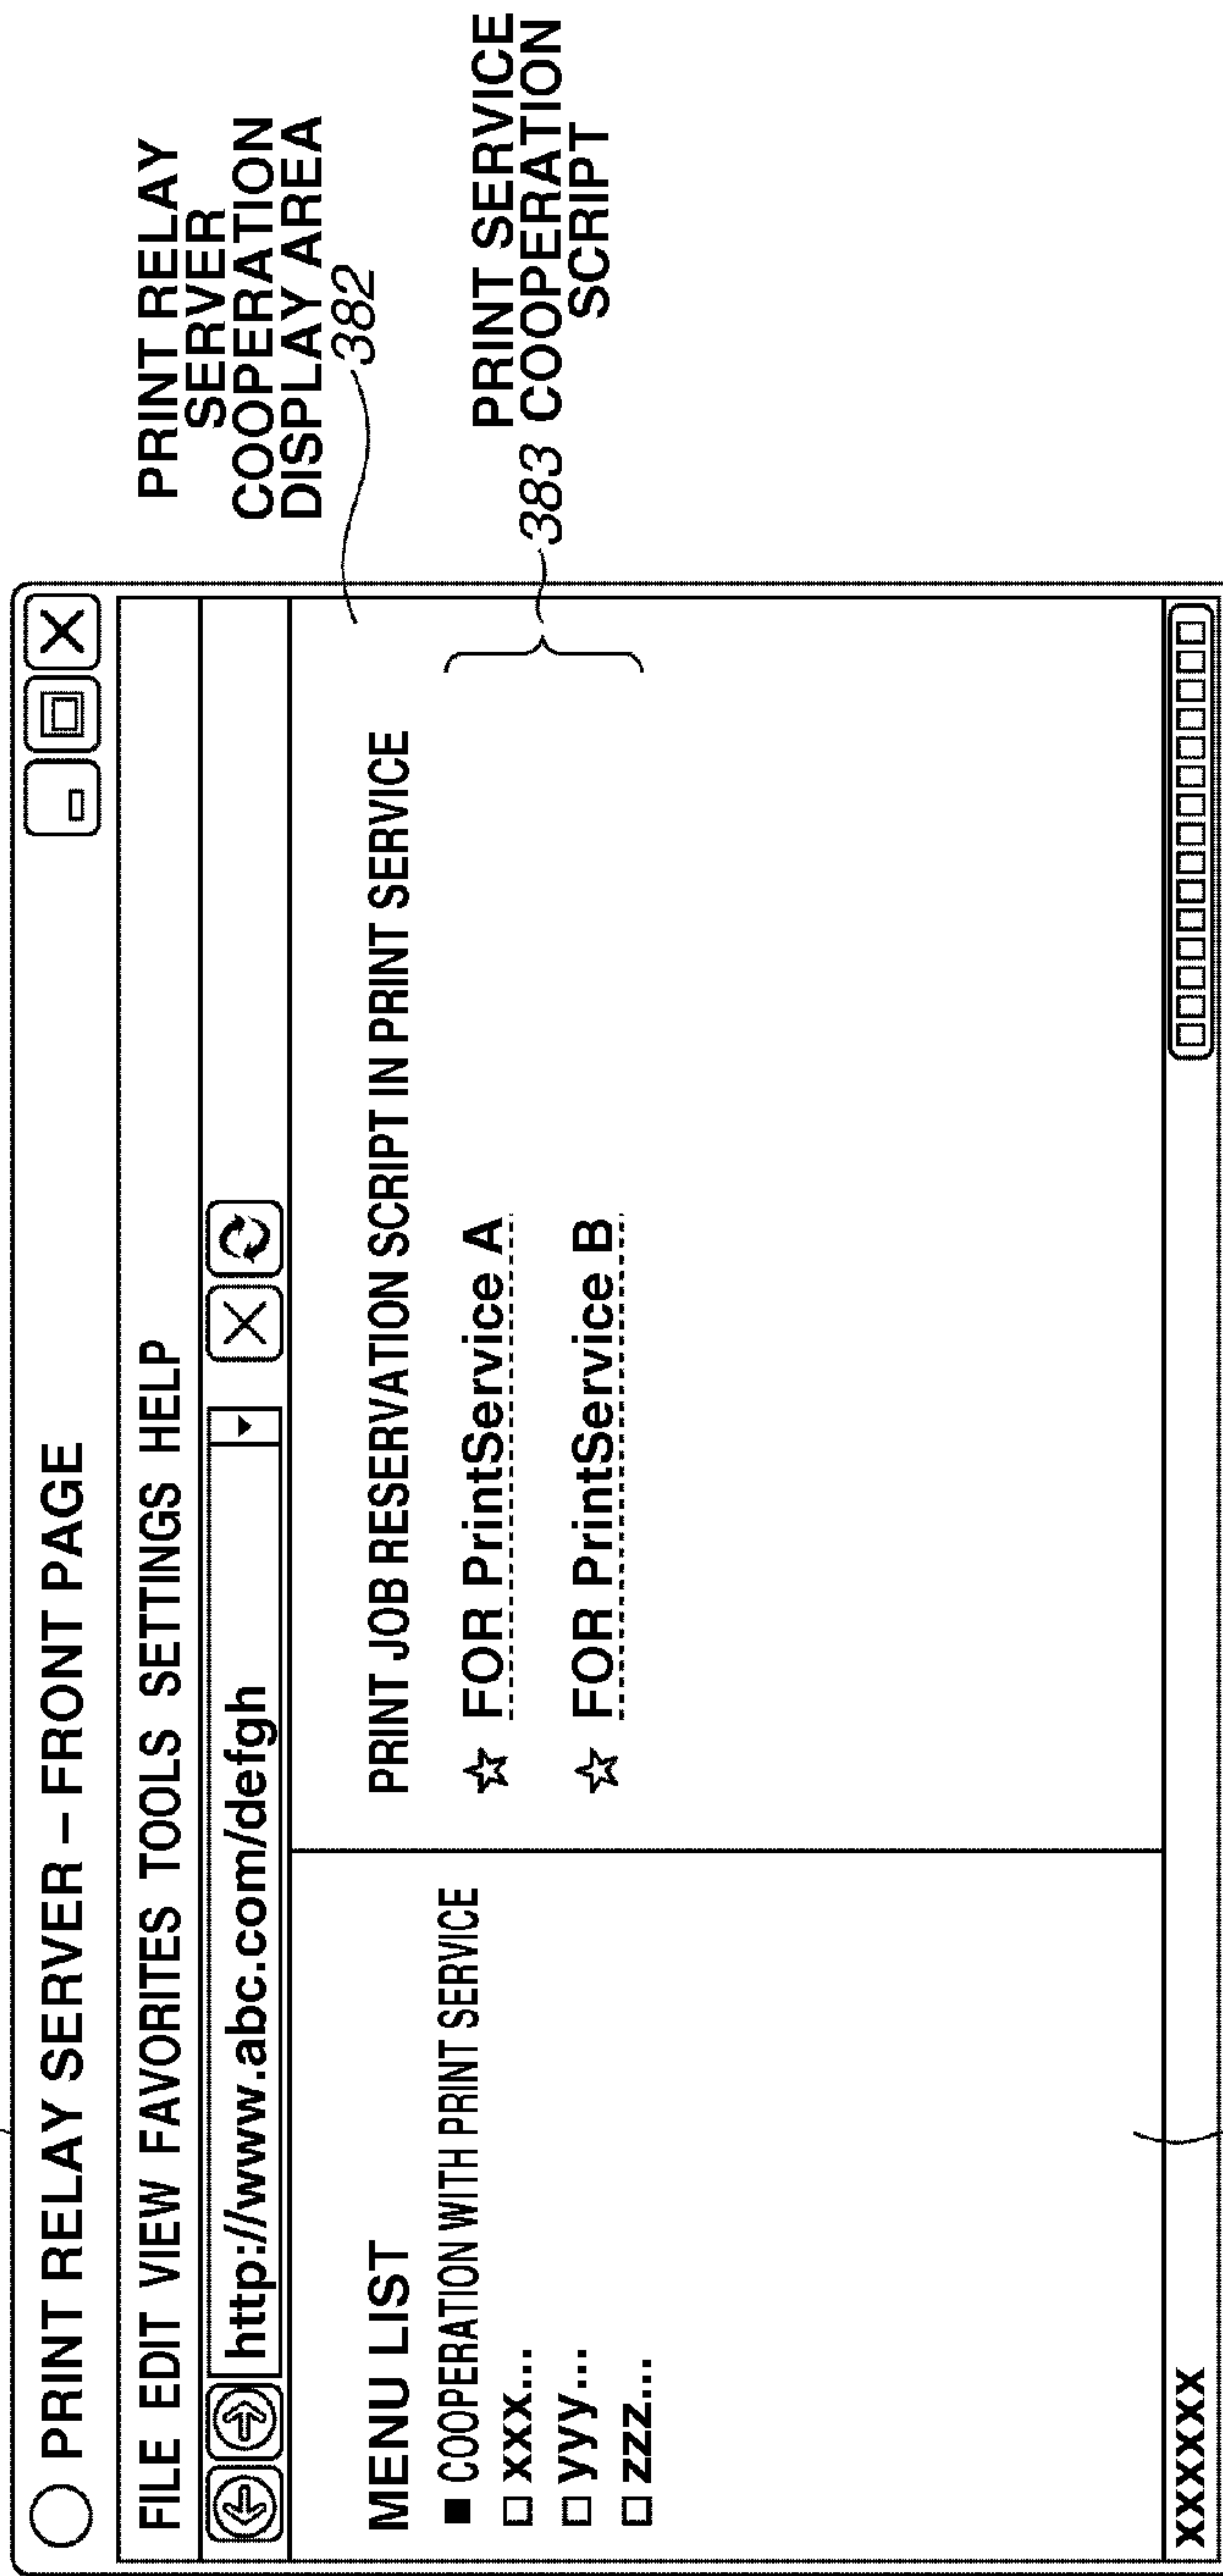 PRINT RELAY SERVER – FRONT PAGE
FILE EDIT VIEW FAVORITES TOOLS SETTINGS HELP
http://www.abc.com/defgh
MENU LIST
■ COOPERATION WITH PRINT SERVICE
□ xxx...
□ yyy...
□ zzz...
PRINT JOB RESERVATION SCRIPT IN PRINT SERVICE
☆ FOR PrintService A
☆ FOR PrintService B
xxxxxx
PRINT RELAY
SERVER
COOPERATION
DISPLAY AREA
382
PRINT SERVICE
383 COOPERATION
SCRIPT